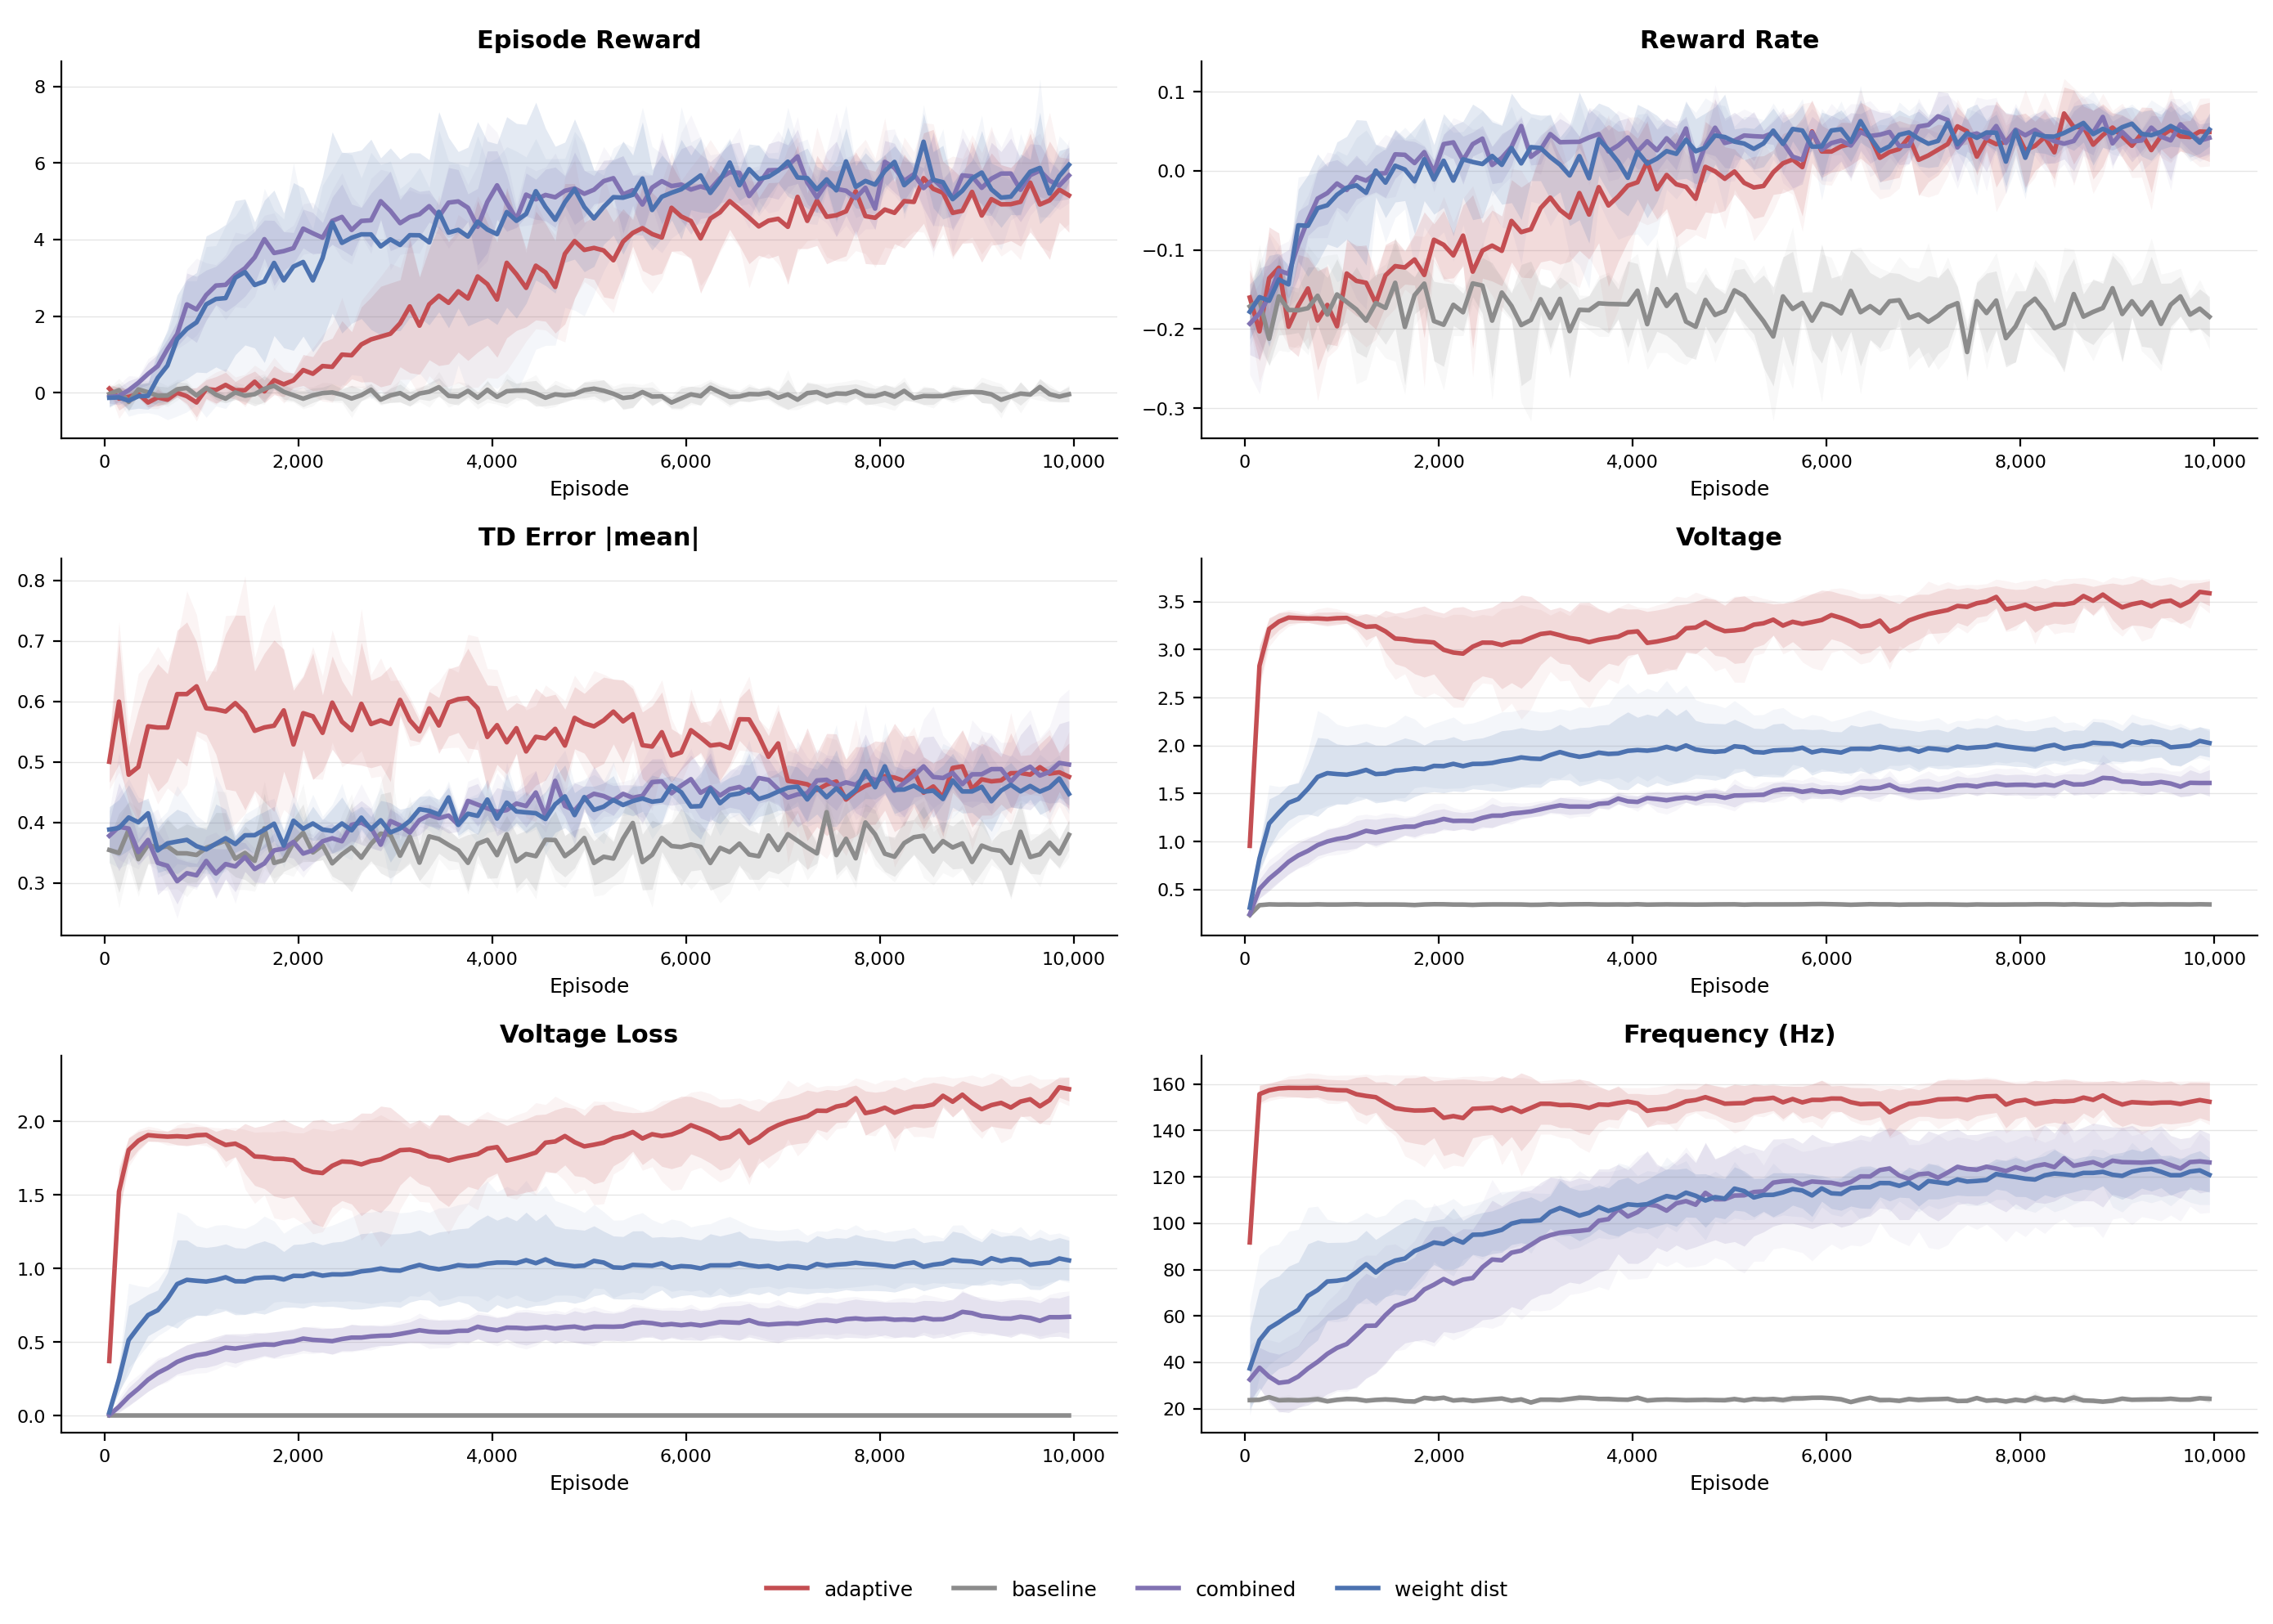 Episode Reward
8
6
4
2
0
0 2,000 4,000 6,000 8,000 10,000
Episode
Reward Rate
0.1
0.0
−0.1
−0.2
−0.3
0 2,000 4,000 6,000 8,000 10,000
Episode
TD Error |mean|
0.8
0.7
0.6
0.5
0.4
0.3
0 2,000 4,000 6,000 8,000 10,000
Episode
Voltage
3.5
3.0
2.5
2.0
1.5
1.0
0.5
0 2,000 4,000 6,000 8,000 10,000
Episode
Voltage Loss
2.0
1.5
1.0
0.5
0.0
0 2,000 4,000 6,000 8,000 10,000
Episode
Frequency (Hz)
160
140
120
100
80
60
40
20
0 2,000 4,000 6,000 8,000 10,000
Episode
adaptive baseline combined weight dist